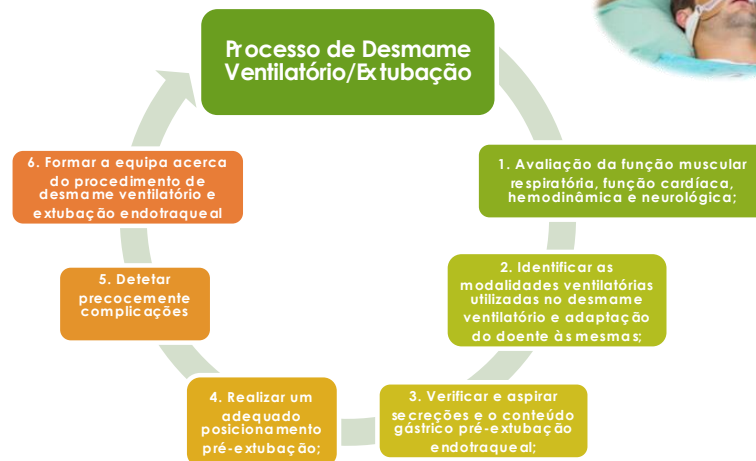 Processo de Desmame
Ventilatório/Extubação
1. Avaliação da função muscular
respiratória, função cardíaca,
hemodinâmica e neurológica;
2. Identificar as
modalidades ventilatórias
utilizadas no desmame
ventilatório e adaptação
do doente às mesmas;
3. Verificar e aspirar
secreções e o conteúdo
gástrico pré-extubação
endotraqueal;
4. Realizar um
adequado
posicionamento
pré-extubação;
5. Detetar
precocemente
complicações
6. Formar a equipa acerca
do procedimento de
desmame ventilatório e
extubação endotraqueal